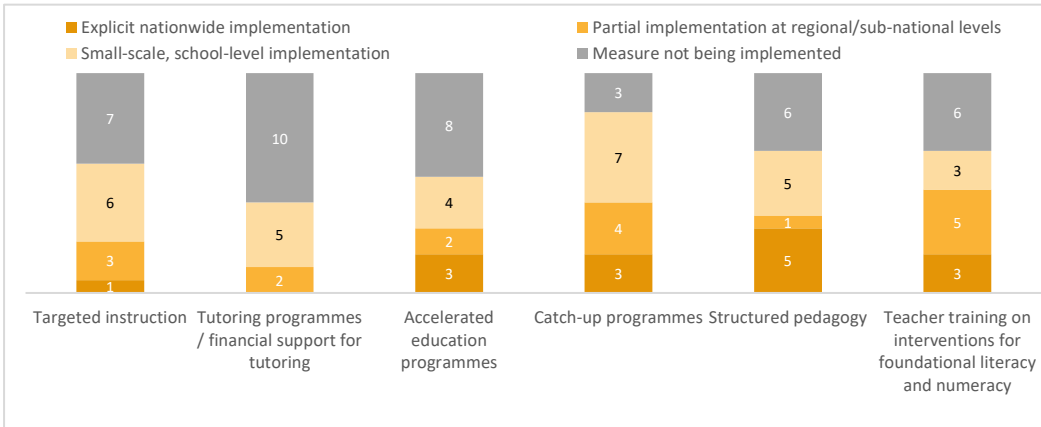 Explicit nationwide implementation
Partial implementation at regional/sub-national levels
Small-scale, school-level implementation
Measure not being implemented
7
10
8
3
6
6
6
5
4
7
5
3
3
2
2
4
1
5
1
3
3
5
3
Targeted instruction
Tutoring programmes
/ financial support for
tutoring
Accelerated
education
programmes
Catch-up programmes
Structured pedagogy
Teacher training on
interventions for
foundational literacy
and numeracy